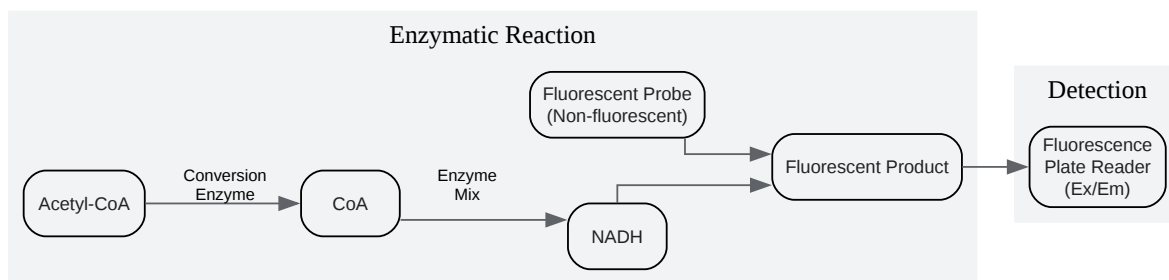 Enzymatic Reaction
Fluorescent Probe
(Non-fluorescent)
Detection
Fluorescent Product
Fluorescence
Plate Reader
(Ex/Em)
Conversion
Enzyme
Enzyme
Mix
Acetyl-CoA
CoA
NADH